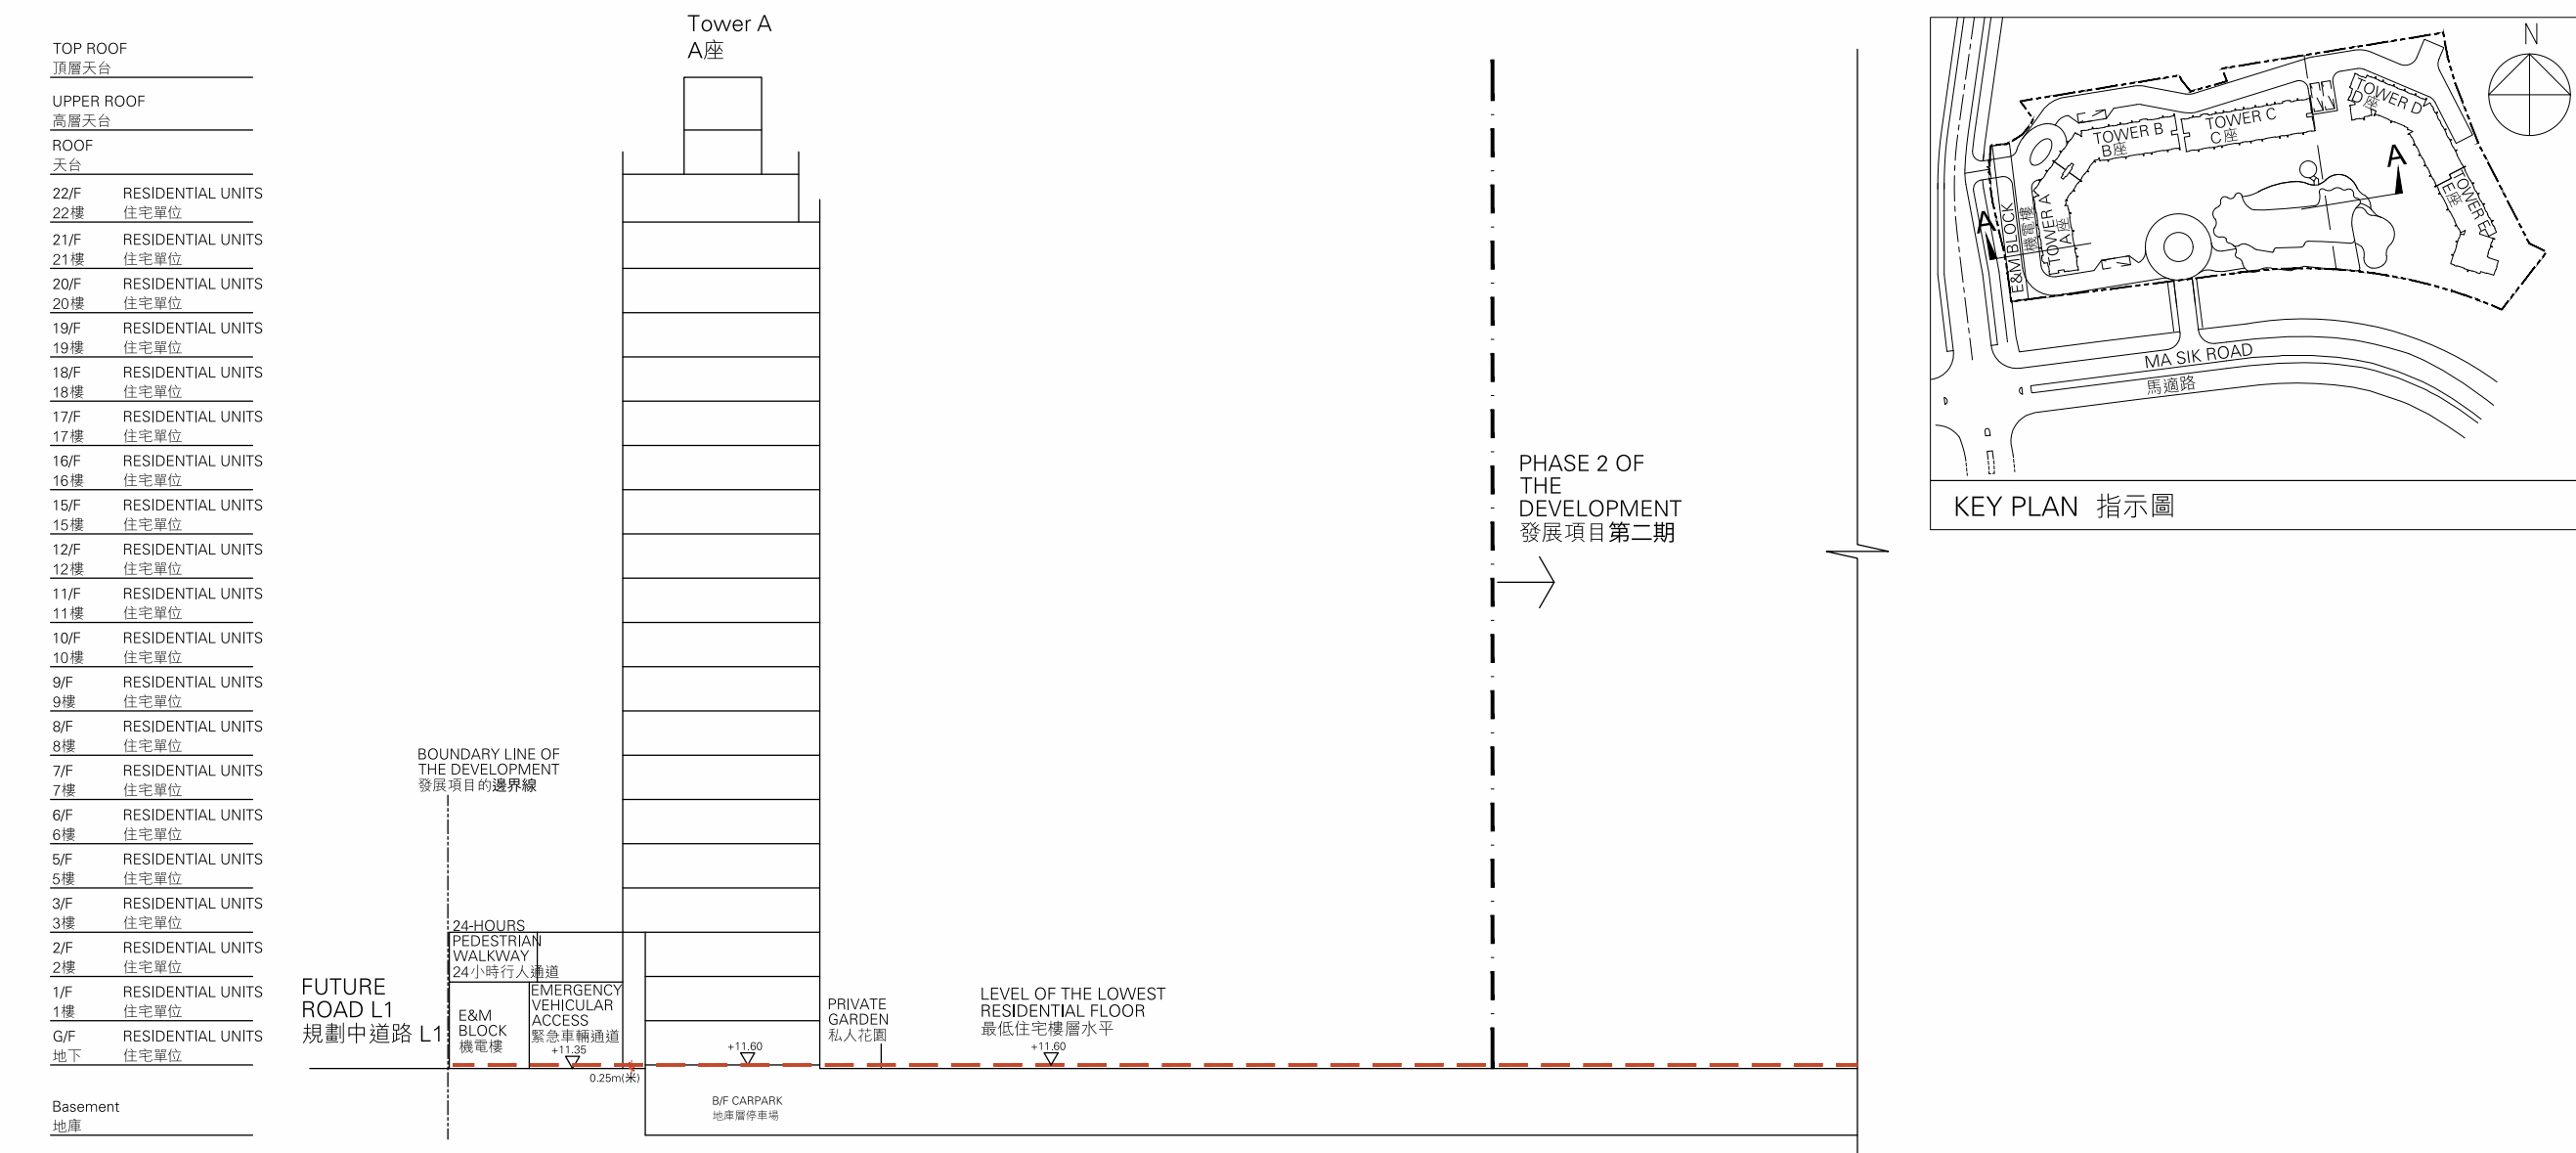 TOP ROOF
頂層天台
UPPER ROOF
高層天台
ROOF
天台
22/F RESIDENTIAL UNITS
22樓 住宅單位
21/F RESIDENTIAL UNITS
21樓 住宅單位
20/F RESIDENTIAL UNITS
20樓 住宅單位
19/F RESIDENTIAL UNITS
19樓 住宅單位
18/F RESIDENTIAL UNITS
18樓 住宅單位
17/F RESIDENTIAL UNITS
17樓 住宅單位
16/F RESIDENTIAL UNITS
16樓 住宅單位
15/F RESIDENTIAL UNITS
15樓 住宅單位
12/F RESIDENTIAL UNITS
12樓 住宅單位
11/F RESIDENTIAL UNITS
11樓 住宅單位
10/F RESIDENTIAL UNITS
10樓 住宅單位
9/F RESIDENTIAL UNITS
9樓 住宅單位
8/F RESIDENTIAL UNITS
8樓 住宅單位
7/F RESIDENTIAL UNITS
7樓 住宅單位
6/F RESIDENTIAL UNITS
6樓 住宅單位
5/F RESIDENTIAL UNITS
5樓 住宅單位
3/F RESIDENTIAL UNITS
3樓 住宅單位
2/F RESIDENTIAL UNITS
2樓 住宅單位
1/F RESIDENTIAL UNITS
1樓 住宅單位
G/F RESIDENTIAL UNITS
地下 住宅單位
Basement
地庫
Tower A
A座
BOUNDARY LINE OF
THE DEVELOPMENT
發展項目的邊界線
24-HOURS
PEDESTRIAN
WALKWAY
24小時行人通道
FUTURE
ROAD L1
規劃中道路 L1
E&M
BLOCK
機電樓
EMERGENCY
VEHICULAR
ACCESS
緊急車輛通道
+11.35
0.25m(米)
+11.60
B/F CARPARK
地庫層停車場
PRIVATE
GARDEN
私人花園
LEVEL OF THE LOWEST
RESIDENTIAL FLOOR
最低住宅樓層水平
+11.60
PHASE 2 OF
THE
DEVELOPMENT
發展項目第二期
N
TOWER D
D座
TOWER C
C座
TOWER B
B座
A
TOWER E
E座
A
E&M BLOCK
機電樓
TOWER A
A座
MA SIK ROAD
馬適路
KEY PLAN 指示圖